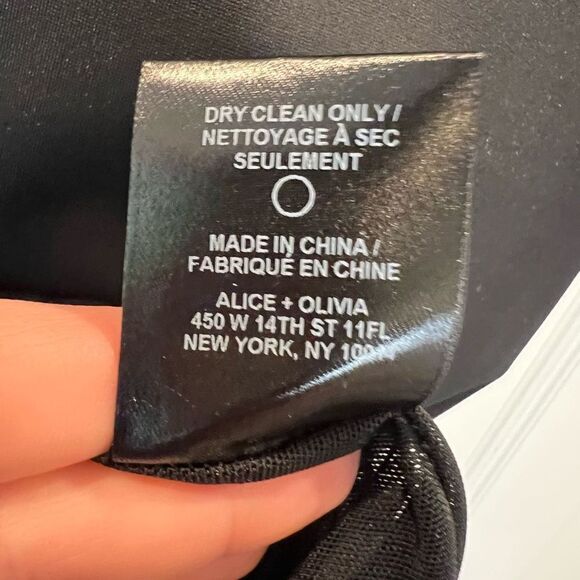 DRY CLEAN ONLY /
NETTOYAGE À SEC
SEULEMENT
MADE IN CHINA /
FABRIQUÉ EN CHINE
ALICE + OLIVIA
450 W 14TH ST 11FL
NEW YORK, NY